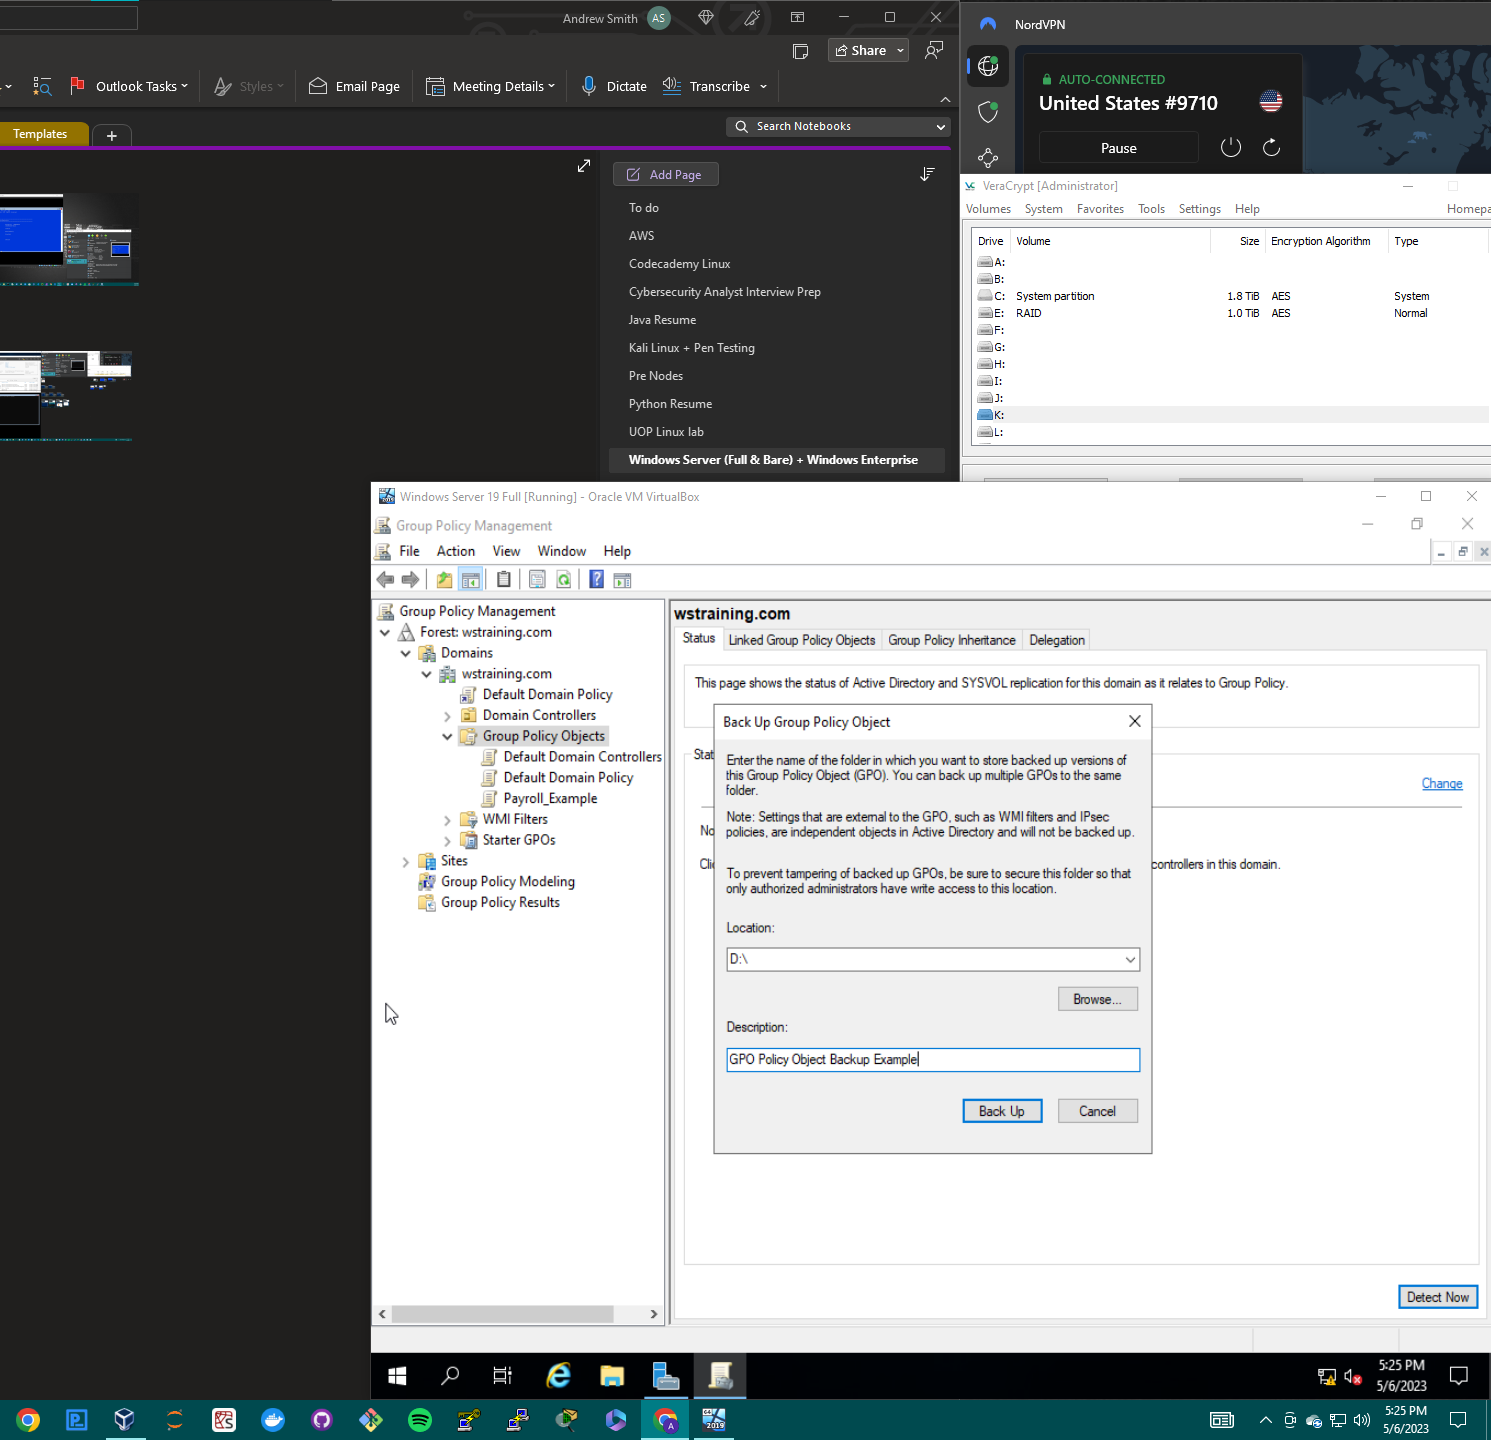 Andrew Smith
AS
NordVPN
Share
AUTO-CONNECTED
United States #9710
Pause
Outlook Tasks
Styles
Email Page
Meeting Details
Dictate
Transcribe
Templates
+
Search Notebooks
Add Page
To do
AWS
Codecademy Linux
Cybersecurity Analyst Interview Prep
Java Resume
Kali Linux + Pen Testing
Pre Nodes
Python Resume
UOP Linux lab
Windows Server (Full & Bare) + Windows Enterprise
VeraCrypt [Administrator]
Volumes System Favorites Tools Settings Help Homepa
Drive Volume Size Encryption Algorithm Type
A:
B:
C: System partition 1.8 TiB AES System
E: RAID 1.0 TiB AES Normal
F:
G:
H:
I:
J:
K:
L:
Windows Server 19 Full [Running] - Oracle VM VirtualBox
Group Policy Management
File Action View Window Help
Group Policy Management
Forest: wstraining.com
Domains
wstraining.com
Default Domain Policy
Domain Controllers
Group Policy Objects
Default Domain Controllers
Default Domain Policy
Payroll_Example
WMI Filters
Starter GPOs
Sites
Group Policy Modeling
Group Policy Results
wstraining.com
Status Linked Group Policy Objects Group Policy Inheritance Delegation
This page shows the status of Active Directory and SYSVOL replication for this domain as it relates to Group Policy.
Stat
Change
No
Clic
controllers in this domain.
Back Up Group Policy Object
Enter the name of the folder in which you want to store backed up versions of
this Group Policy Object (GPO). You can back up multiple GPOs to the same
folder.
Note: Settings that are external to the GPO, such as WMI filters and IPsec
policies, are independent objects in Active Directory and will not be backed up.
To prevent tampering of backed up GPOs, be sure to secure this folder so that
only authorized administrators have write access to this location.
Location:
D:\
Browse...
Description:
GPO Policy Object Backup Example
Back Up
Cancel
Detect Now
5:25 PM
5/6/2023
5:25 PM
5/6/2023